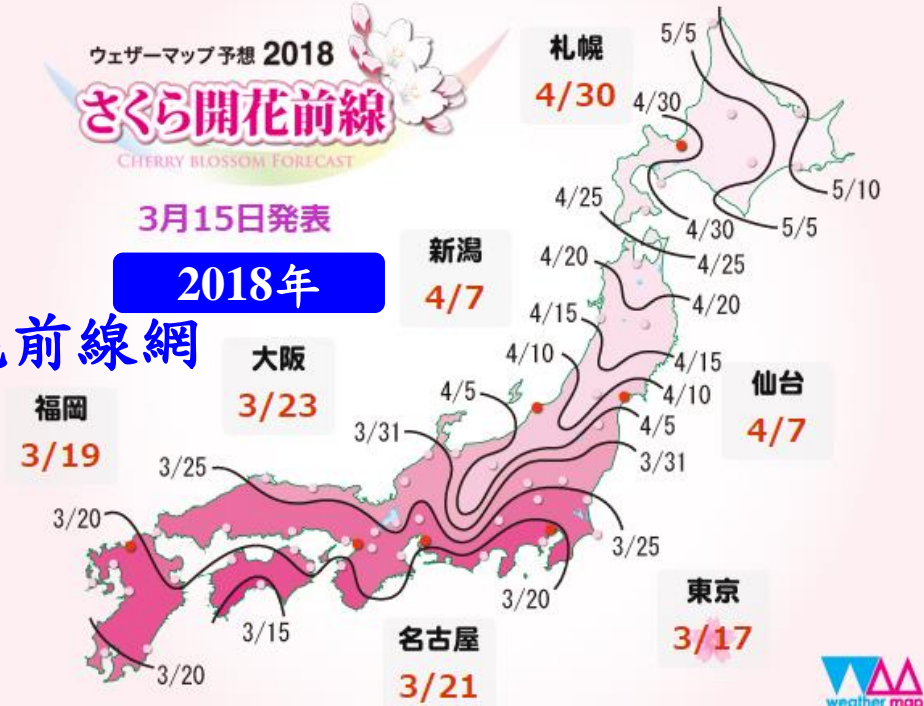 ウェザーマップ予想 2018
さくら開花前線
CHERRY BLOSSOM FORECAST
3月15日発表
2018年
前線網
札幌
4/30
新潟
4/7
大阪
3/23
福岡
3/19
仙台
4/7
東京
3/17
名古屋
3/21
5/5
4/30
5/10
5/5
4/30
4/25
4/25
4/20
4/20
4/15
4/15
4/10
4/10
4/5
4/5
3/31
3/31
3/25
3/25
3/20
3/20
3/15
3/20
weather map